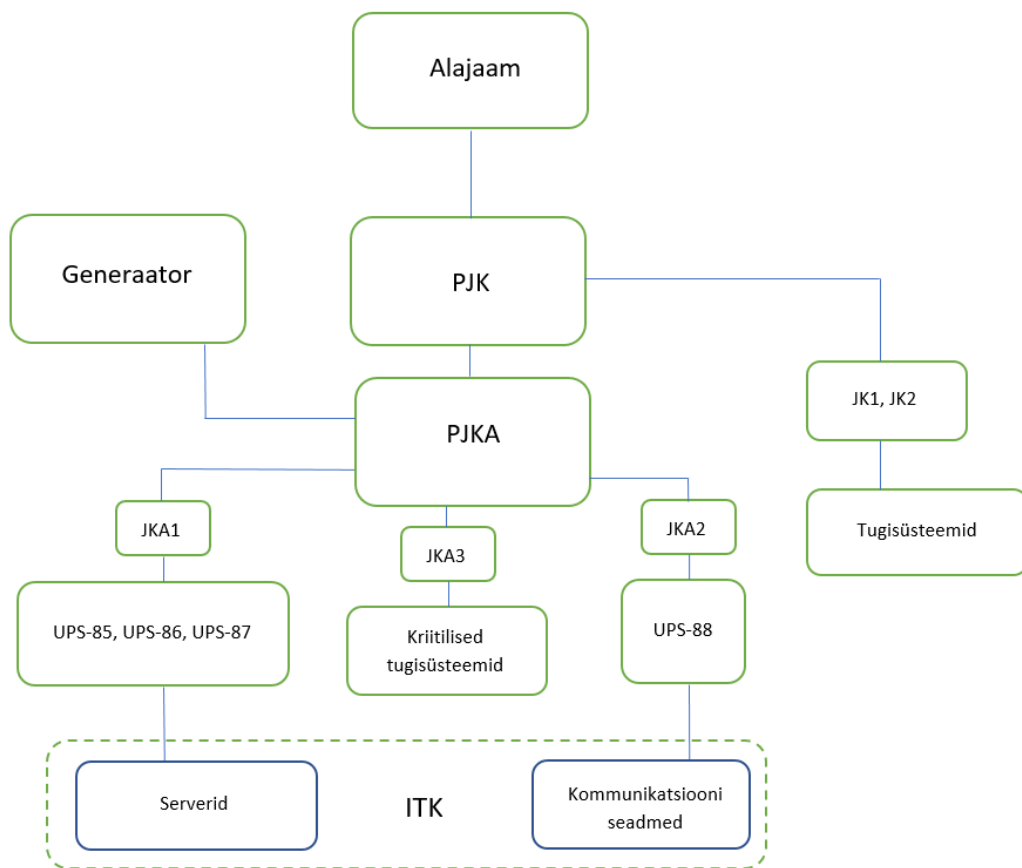 Alajaam
Generaator
PJK
JK1, JK2
PJKA
Tugisüsteemid
JKA1
JKA3
JKA2
UPS-85, UPS-86, UPS-87
Kriitilised
tugisüsteemid
UPS-88
Serverid
ITK
Kommunikatsiooni
seadmed